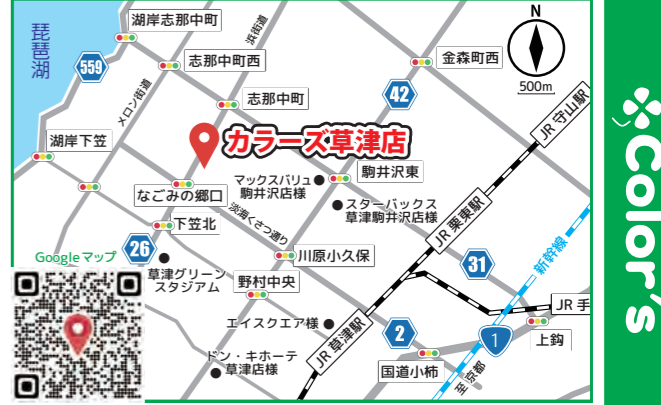 湖岸志那中町
浜街道
N
琵琶湖
559
志那中町西
金森町西
500m
メロン街道
志那中町
42
JR 守山駅
湖岸下笠
カラーズ草津店
駒井沢東
マックスバリュ
駒井沢店様
なごみの郷口
スターバックス
草津駒井沢店様
JR 栗東駅
下笠北
淡海くさつ通り
新幹線
Googleマップ
26
川原小久保
31
草津グリーン
スタジアム
野村中央
JR 手
エイスクエア様
JR 草津駅
2
1
上鈎
ドン・キホーテ
草津店様
国道小柿
至京都
Color's